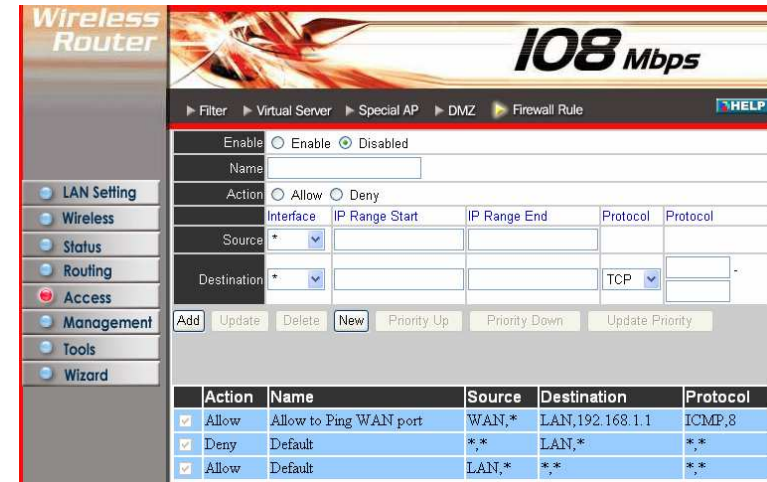 Wireless
Router
108 Mbps
Filter Virtual Server Special AP DMZ Firewall Rule HELP
Enable Enable Disabled
Name
LAN Setting
Action Allow Deny
Interface IP Range Start IP Range End Protocol Protocol
Wireless
Source *
Status
Routing
Destination * TCP -
Access
Management
Add Update Delete New Priority Up Priority Down Update Priority
Tools
Wizard
Action Name Source Destination Protocol
Allow Allow to Ping WAN port WAN,* LAN,192.168.1.1 ICMP,8
Deny Default *,* LAN,* *,*
Allow Default LAN,* *,* *,*